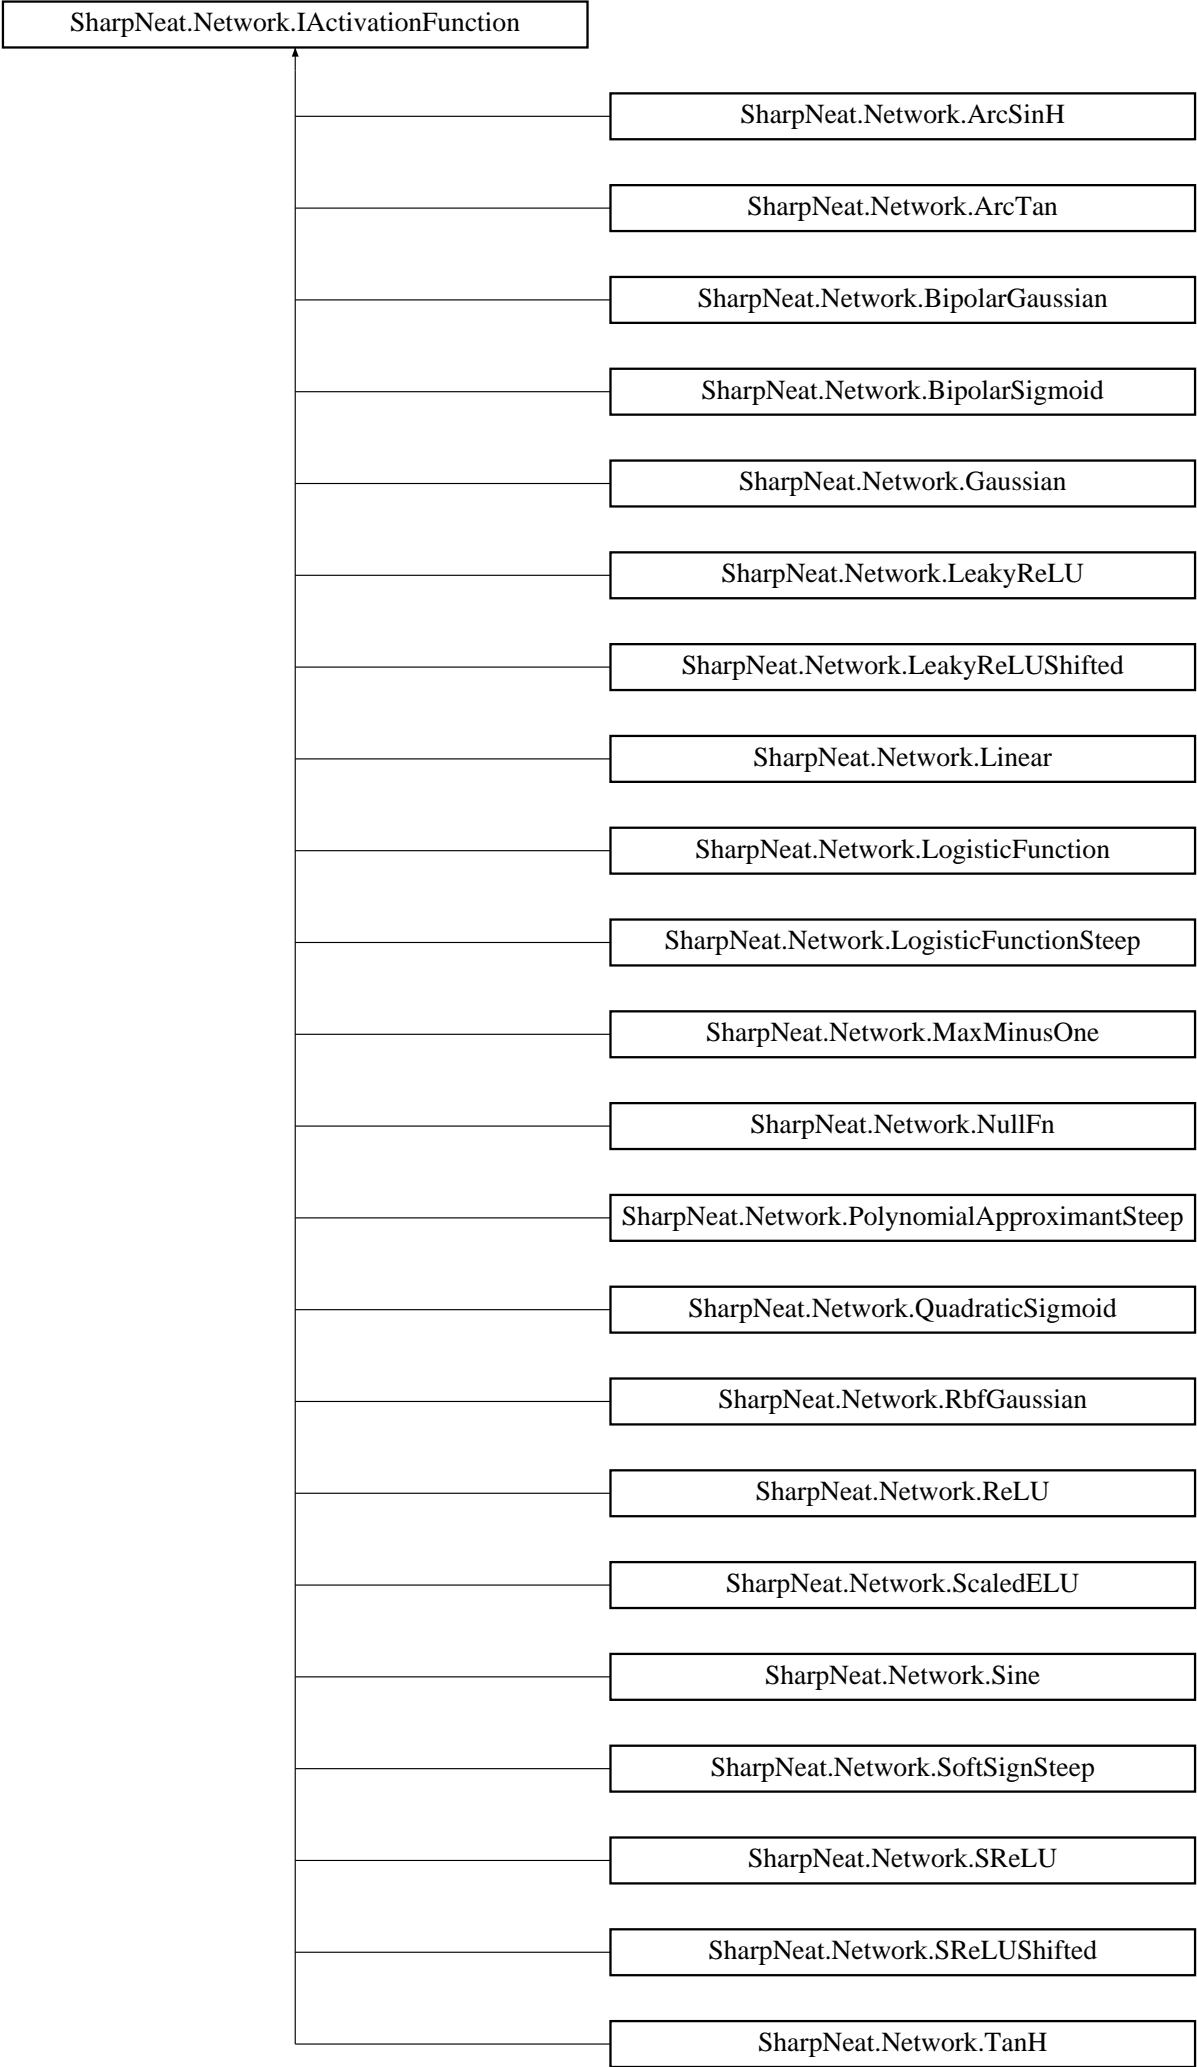 SharpNeat.Network.IActivationFunction
SharpNeat.Network.ArcSinH
SharpNeat.Network.ArcTan
SharpNeat.Network.BipolarGaussian
SharpNeat.Network.BipolarSigmoid
SharpNeat.Network.Gaussian
SharpNeat.Network.LeakyReLU
SharpNeat.Network.LeakyReLUShifted
SharpNeat.Network.Linear
SharpNeat.Network.LogisticFunction
SharpNeat.Network.LogisticFunctionSteep
SharpNeat.Network.MaxMinusOne
SharpNeat.Network.NullFn
SharpNeat.Network.PolynomialApproximantSteep
SharpNeat.Network.QuadraticSigmoid
SharpNeat.Network.RbfGaussian
SharpNeat.Network.ReLU
SharpNeat.Network.ScaledELU
SharpNeat.Network.Sine
SharpNeat.Network.SoftSignSteep
SharpNeat.Network.SReLU
SharpNeat.Network.SReLUShifted
SharpNeat.Network.TanH